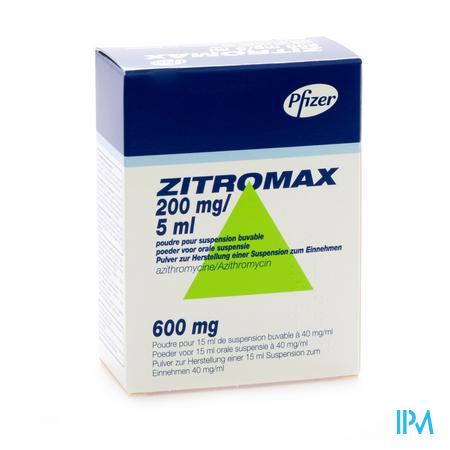 Pfizer
ZITROMAX
200 mg/
5 ml
poudre pour suspension buvable
poeder voor orale suspensie
Pulver zur Herstellung einer Suspension zum Einnehmen
azithromycine/Azithromycin
600 mg
Poudre pour 15 ml de suspension buvable à 40 mg/ml
Poeder voor 15 ml orale suspensie à 40 mg/ml
Pulver zur Herstellung einer 15 ml Suspension zum
Einnehmen 40 mg/ml
IPM